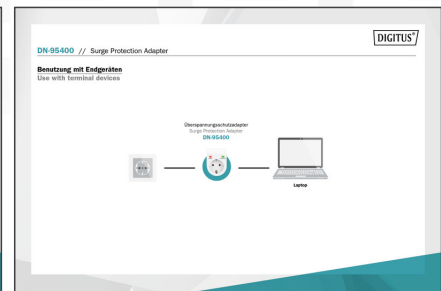 DIGITUS®
DN-95400 // Surge Protection Adapter
Benutzung mit Endgeräten
Use with terminal devices
Überspannungsschutzadapter
Surge Protection Adapter
DN-95400
Laptop